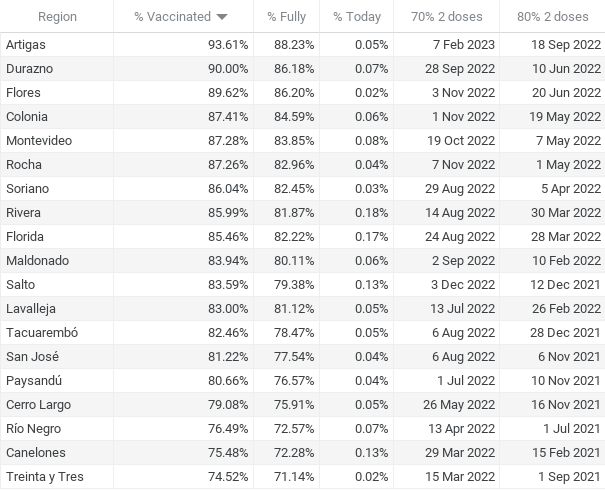 Region % Vaccinated % Fully % Today 70% 2 doses 80% 2 doses
Artigas 93.61% 88.23% 0.05% 7 Feb 2023 18 Sep 2022
Durazno 90.00% 86.18% 0.07% 28 Sep 2022 10 Jun 2022
Flores 89.62% 86.20% 0.02% 3 Nov 2022 20 Jun 2022
Colonia 87.41% 84.59% 0.06% 1 Nov 2022 19 May 2022
Montevideo 87.28% 83.85% 0.08% 19 Oct 2022 7 May 2022
Rocha 87.26% 82.96% 0.04% 7 Nov 2022 1 May 2022
Soriano 86.04% 82.45% 0.03% 29 Aug 2022 5 Apr 2022
Rivera 85.99% 81.87% 0.18% 14 Aug 2022 30 Mar 2022
Florida 85.46% 82.22% 0.17% 24 Aug 2022 28 Mar 2022
Maldonado 83.94% 80.11% 0.06% 2 Sep 2022 10 Feb 2022
Salto 83.59% 79.38% 0.13% 3 Dec 2022 12 Dec 2021
Lavalleja 83.00% 81.12% 0.05% 13 Jul 2022 26 Feb 2022
Tacuarembó 82.46% 78.47% 0.05% 6 Aug 2022 28 Dec 2021
San José 81.22% 77.54% 0.04% 6 Aug 2022 6 Nov 2021
Paysandú 80.66% 76.57% 0.04% 1 Jul 2022 10 Nov 2021
Cerro Largo 79.08% 75.91% 0.05% 26 May 2022 16 Nov 2021
Río Negro 76.49% 72.57% 0.07% 13 Apr 2022 1 Jul 2021
Canelones 75.48% 72.28% 0.13% 29 Mar 2022 15 Feb 2021
Treinta y Tres 74.52% 71.14% 0.02% 15 Mar 2022 1 Sep 2021